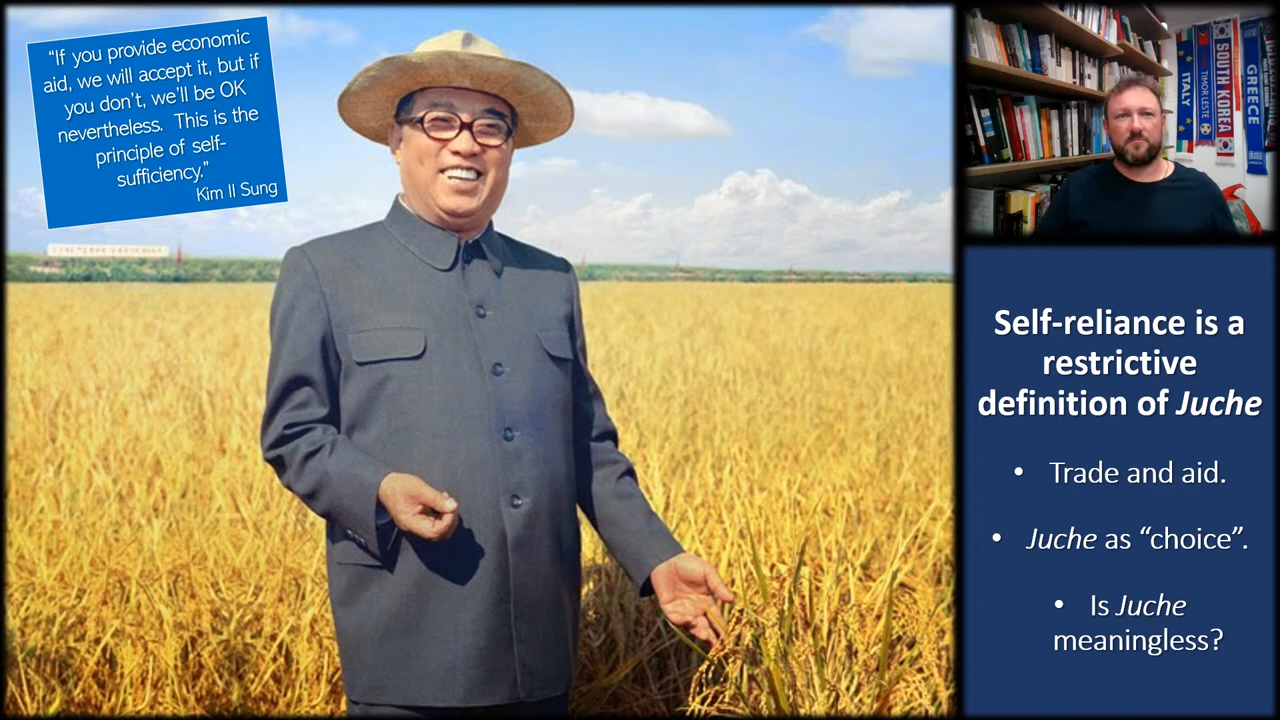 “If you provide economic
aid, we will accept it, but if
you don’t, we’ll be OK
nevertheless.  This is the
principle of self-
sufficiency.”
Kim Il Sung
ITALY
TIMOR LESTE
SOUTH KOREA
GREECE
Self-reliance is a
restrictive
definition of Juche
• Trade and aid.
• Juche as “choice”.
• Is Juche
meaningless?